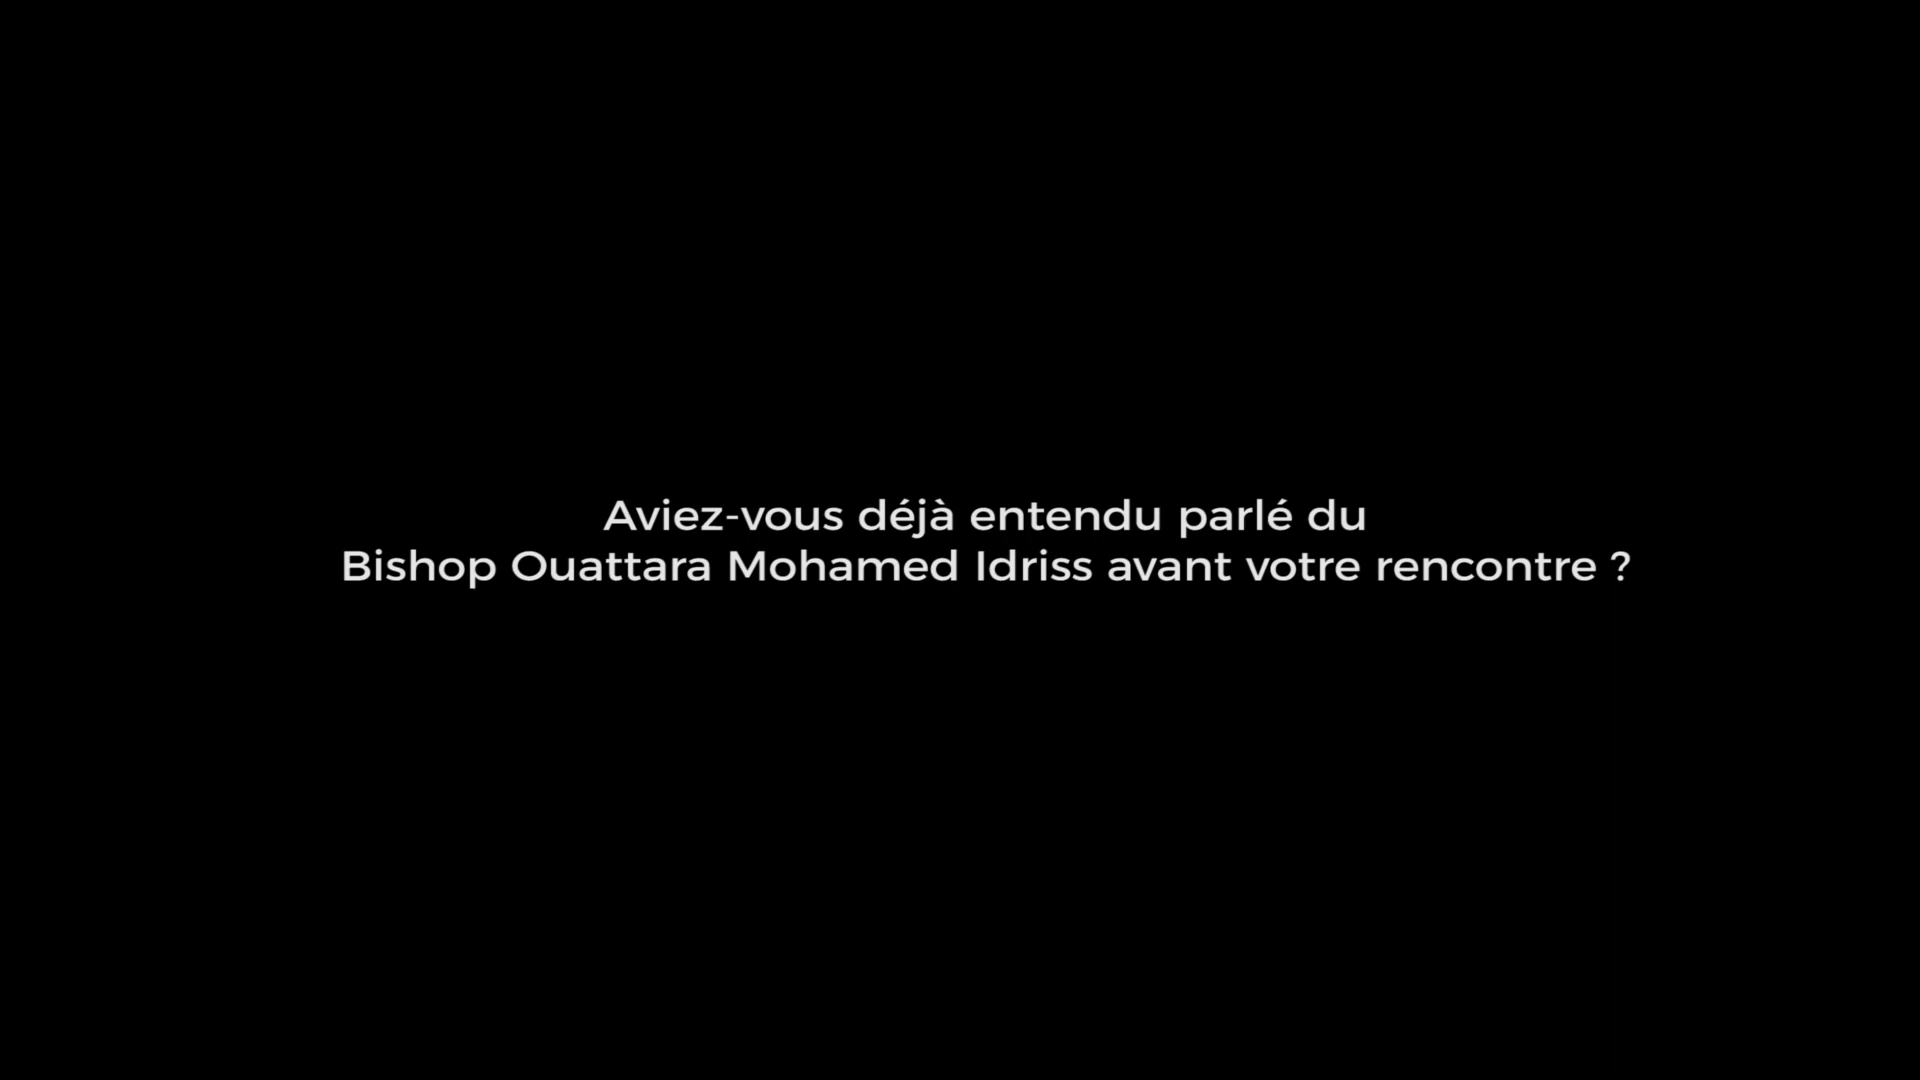 Aviez-vous déjà entendu parlé du
Bishop Ouattara Mohamed Idriss avant votre rencontre ?